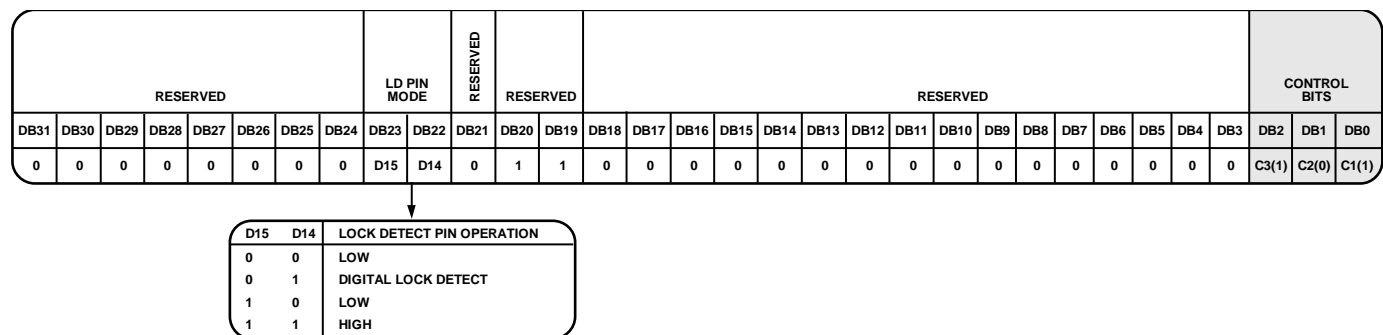 RESERVED
LD PIN
MODE
RESERVED
RESERVED
RESERVED
CONTROL
BITS
DB31 DB30 DB29 DB28 DB27 DB26 DB25 DB24 DB23 DB22 DB21 DB20 DB19 DB18 DB17 DB16 DB15 DB14 DB13 DB12 DB11 DB10 DB9 DB8 DB7 DB6 DB5 DB4 DB3 DB2 DB1 DB0
0 0 0 0 0 0 0 0 D15 D14 0 1 1 0 0 0 0 0 0 0 0 0 0 0 0 0 0 0 0 C3(1) C2(0) C1(1)
D15 D14 LOCK DETECT PIN OPERATION
0 0 LOW
0 1 DIGITAL LOCK DETECT
1 0 LOW
1 1 HIGH